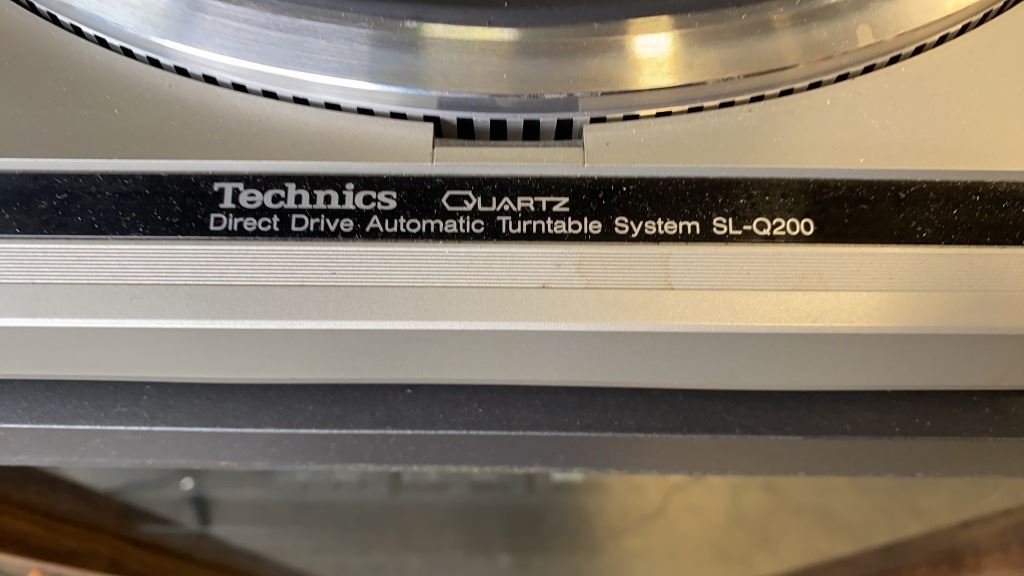 Technics QUARTZ
Direct Drive Automatic Turntable System SL-Q200